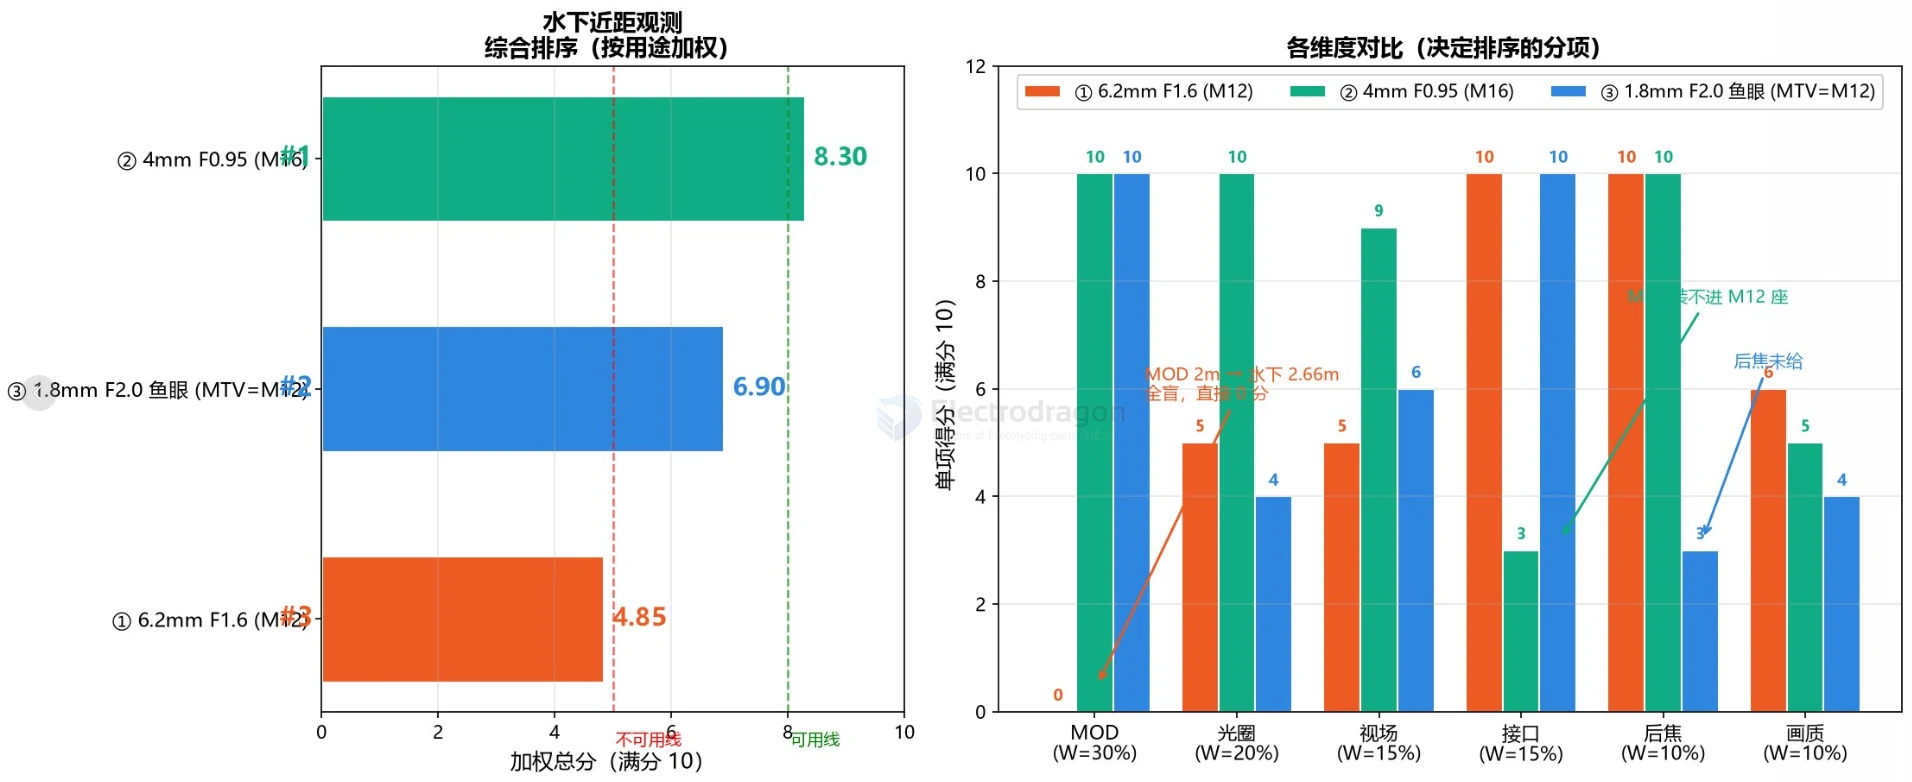 水下近距观测
综合排序（按用途加权）
② 4mm F0.95 (M16)
#1
8.30
③ 1.8mm F2.0 鱼眼 (MTV=M12)
#2
6.90
① 6.2mm F1.6 (M12)
#3
4.85
0 2 4 6 8 10
不可用线 可用线
加权总分（满分 10）
各维度对比（决定排序的分项）
① 6.2mm F1.6 (M12) ② 4mm F0.95 (M16) ③ 1.8mm F2.0 鱼眼 (MTV=M12)
单项得分（满分 10）
12
10
8
6
4
2
0
0 10 10
5 10 4
5 9 6
10 3 10
10 10 3
6 5 4
MOD 2m → 水下 2.66m
全盲，直接 0 分
装不进 M12 座
后焦未给
Electrodragon
MOD 光圈 视场 接口 后焦 画质
(W=30%) (W=20%) (W=15%) (W=15%) (W=10%) (W=10%)